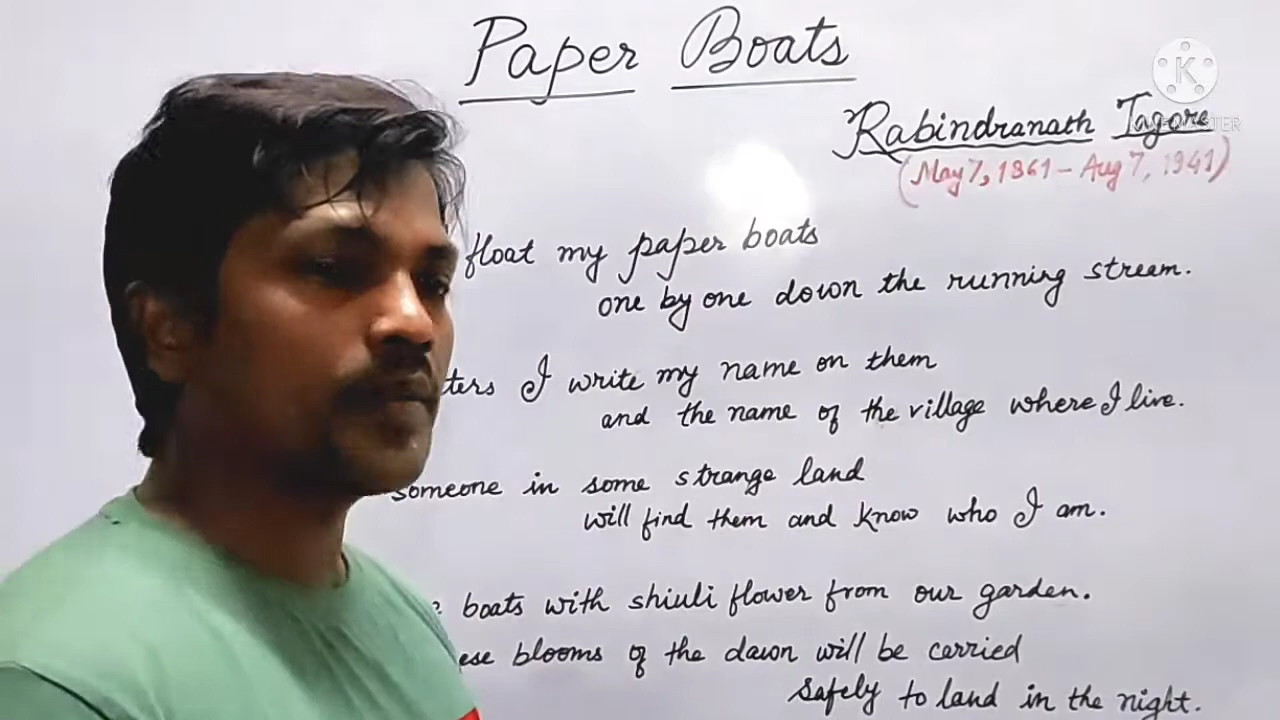 Paper Boats
Rabindranath Tagore
(May 7, 1861 - Aug 7, 1941)
float my paper boats
one by one down the running stream.
ters I write my name on them
and the name of the village where I live.
someone in some strange land
will find them and know who I am.
boats with shiuli flower from our garden.
ese blooms of the dawn will be carried
safely to land in the night.
K